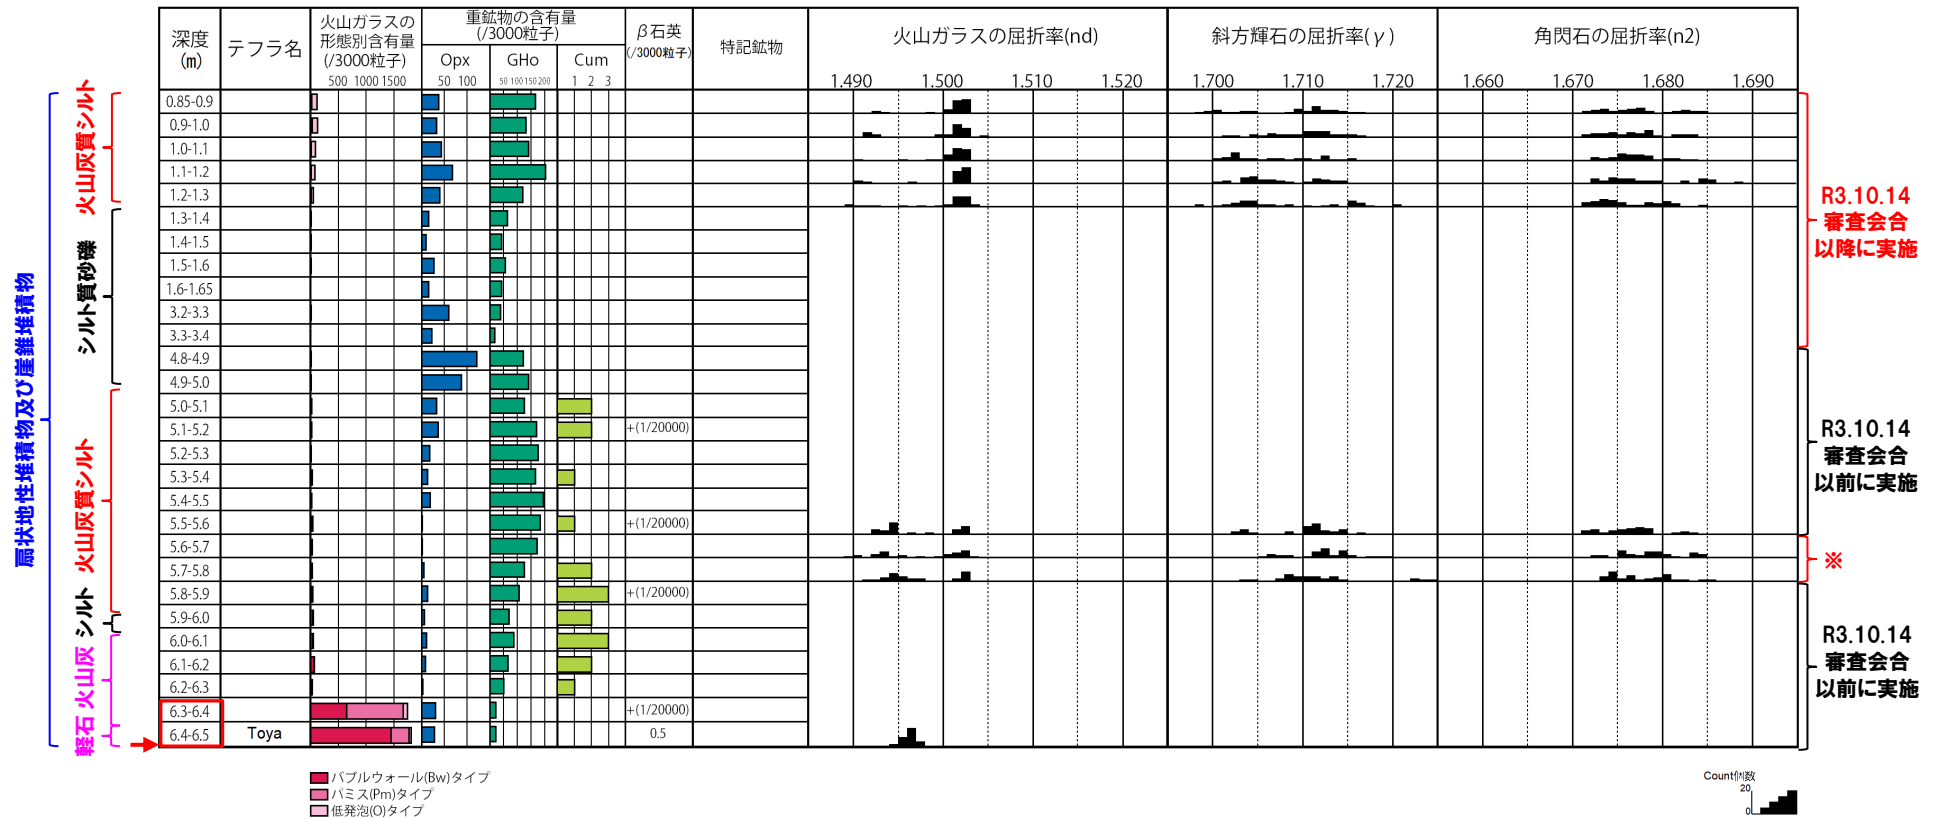 深度
(m)
テフラ名
火山ガラスの
形態別含有量
(/3000粒子)
500 1000 1500
重鉱物の含有量
(/3000粒子)
Opx
50 100
GHo
50 100 150 200
Cum
1 2 3
β石英
(/3000粒子)
特記鉱物
火山ガラスの屈折率(nd)
1.490 1.500 1.510 1.520
斜方輝石の屈折率(γ)
1.700 1.710 1.720
角閃石の屈折率(n2)
1.660 1.670 1.680 1.690
0.85-0.9
0.9-1.0
1.0-1.1
1.1-1.2
1.2-1.3
1.3-1.4
1.4-1.5
1.5-1.6
1.6-1.65
3.2-3.3
3.3-3.4
4.8-4.9
4.9-5.0
5.0-5.1
5.1-5.2 +(1/20000)
5.2-5.3
5.3-5.4
5.4-5.5
5.5-5.6 +(1/20000)
5.6-5.7
5.7-5.8
5.8-5.9 +(1/20000)
5.9-6.0
6.0-6.1
6.1-6.2
6.2-6.3
6.3-6.4 +(1/20000)
6.4-6.5 Toya 0.5
扇状地性堆積物及び崖錐堆積物
火山灰質シルト
シルト質砂礫
火山灰質シルト
シルト
火山灰
軽石
R3.10.14
審査会合
以降に実施
R3.10.14
審査会合
以前に実施
※
R3.10.14
審査会合
以前に実施
バブルウォール(Bw)タイプ
パミス(Pm)タイプ
低発泡(O)タイプ
Count個数
20
0